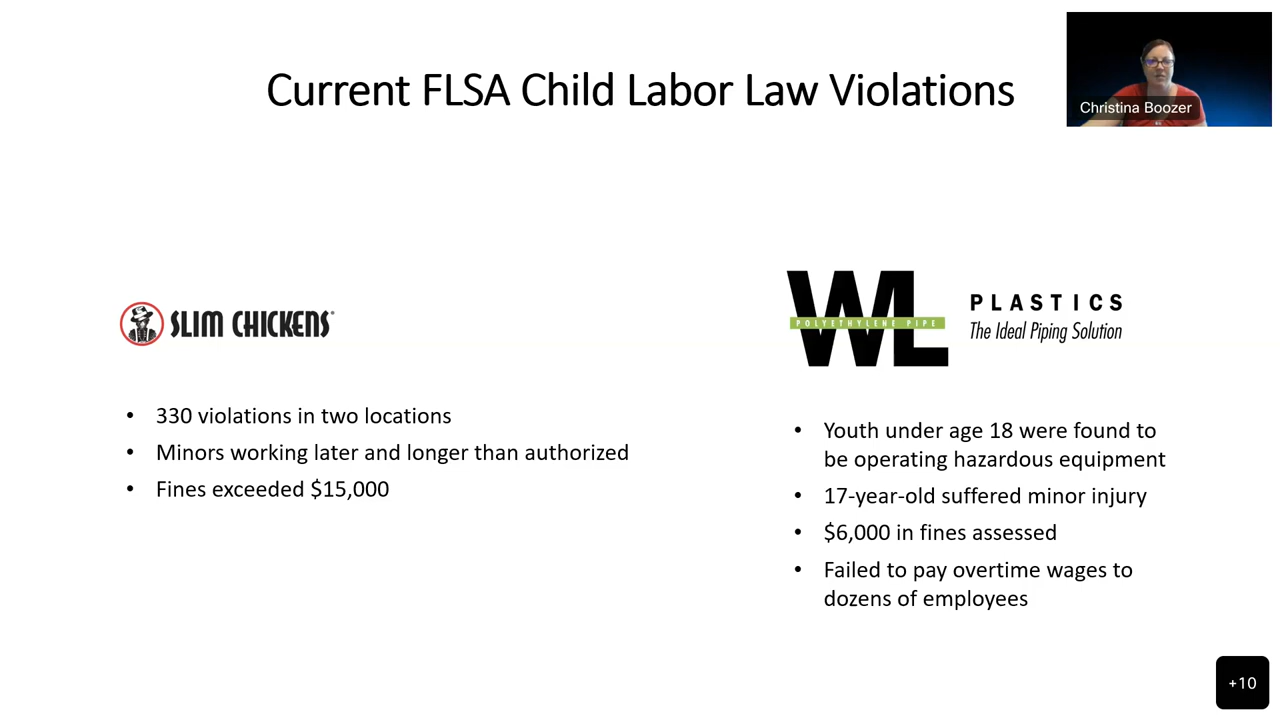 Current FLSA Child Labor Law Violations
Christina Boozer
SLIM CHICKENS®
• 330 violations in two locations
• Minors working later and longer than authorized
• Fines exceeded $15,000
WL
POLYETHYLENE PIPE
PLASTICS
The Ideal Piping Solution
• Youth under age 18 were found to
be operating hazardous equipment
• 17-year-old suffered minor injury
• $6,000 in fines assessed
• Failed to pay overtime wages to
dozens of employees
+10